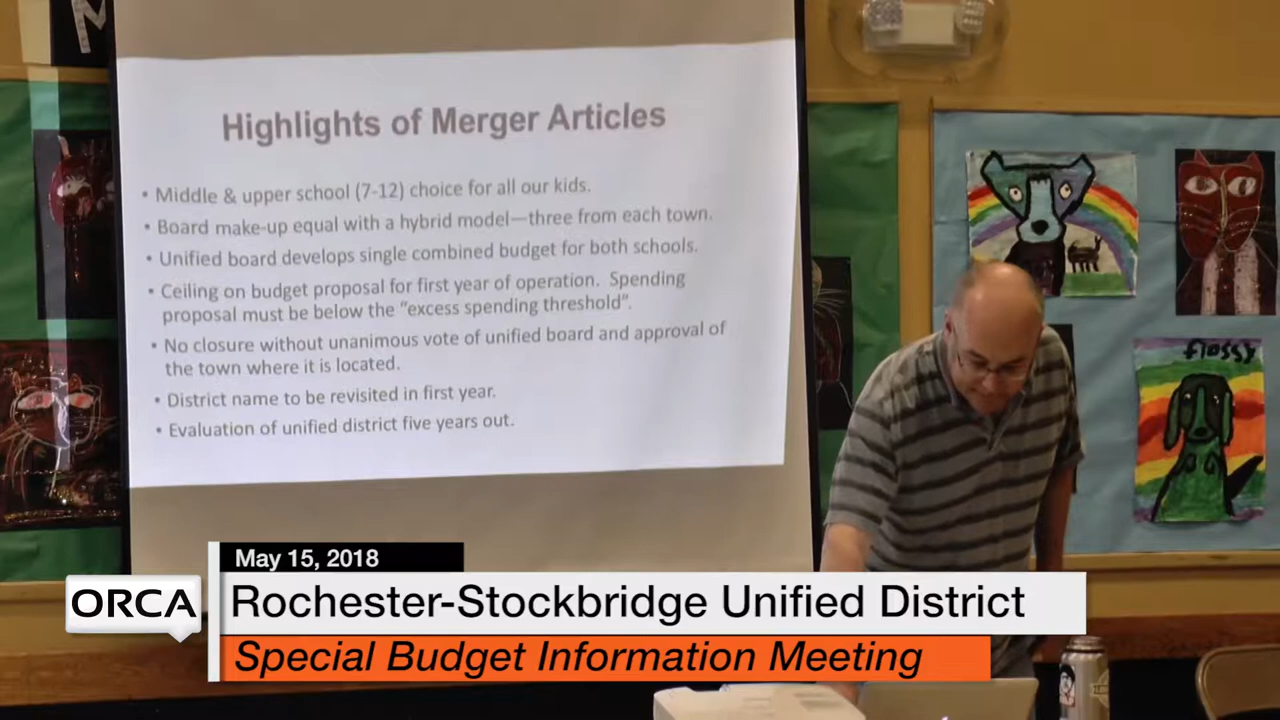 M
Highlights of Merger Articles
• Middle & upper school (7-12) choice for all our kids.
• Board make-up equal with a hybrid model—three from each town.
• Unified board develops single combined budget for both schools.
• Ceiling on budget proposal for first year of operation. Spending
proposal must be below the "excess spending threshold".
• No closure without unanimous vote of unified board and approval of
the town where it is located.
• District name to be revisited in first year.
• Evaluation of unified district five years out.
flossy
May 15, 2018
ORCA
Rochester-Stockbridge Unified District
Special Budget Information Meeting